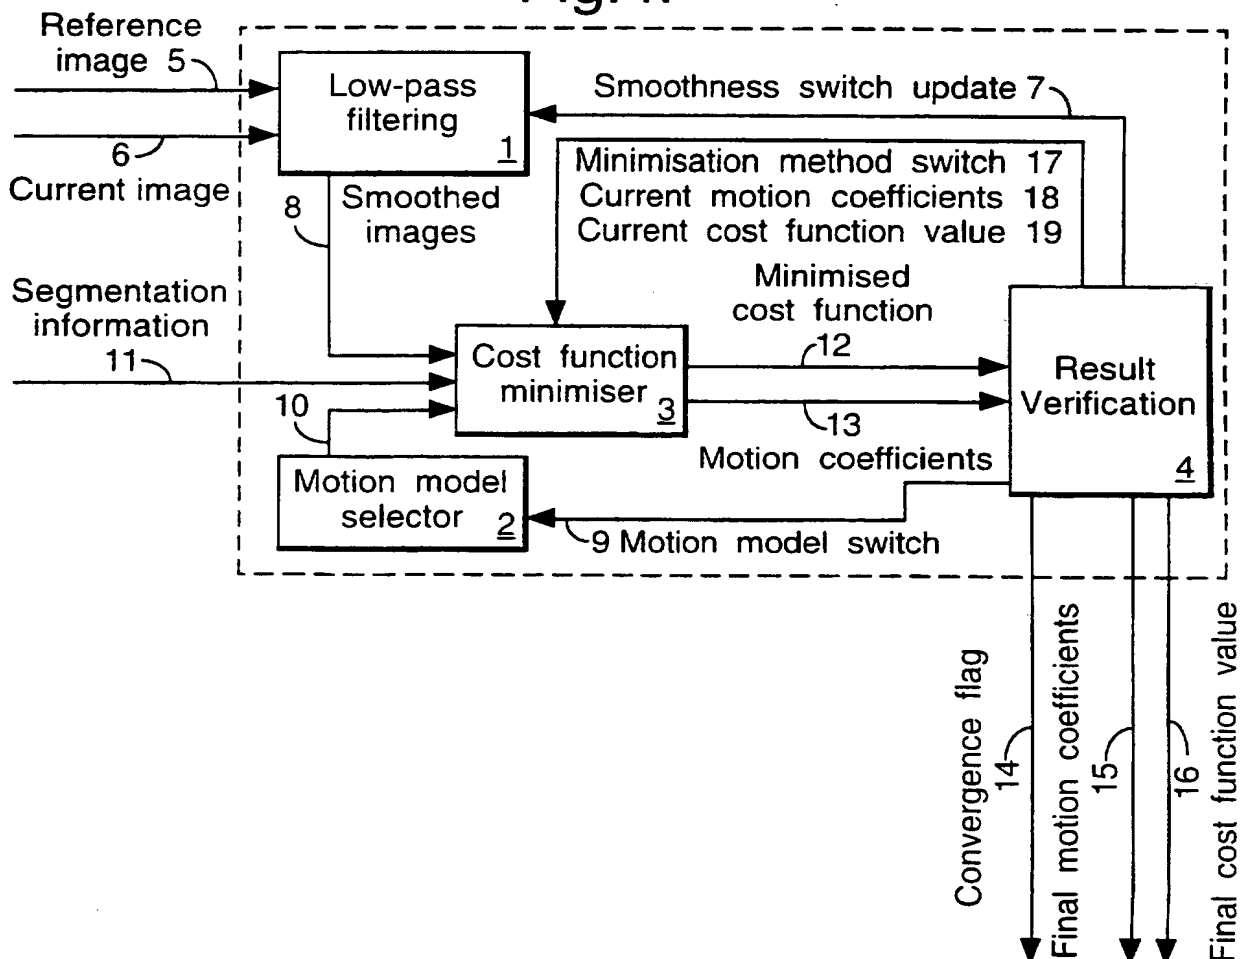 Reference
image 5
6
Current image
Low-pass
filtering
1
Smoothness switch update 7
Minimisation method switch 17
Current motion coefficients 18
Current cost function value 19
8
Smoothed
images
Segmentation
information
11
Minimised
cost function
12
Cost function
minimiser
3
13
Motion coefficients
Result
Verification
4
10
Motion model
selector
2
9 Motion model switch
Convergence flag
14
Final motion coefficients
15
16
Final cost function value